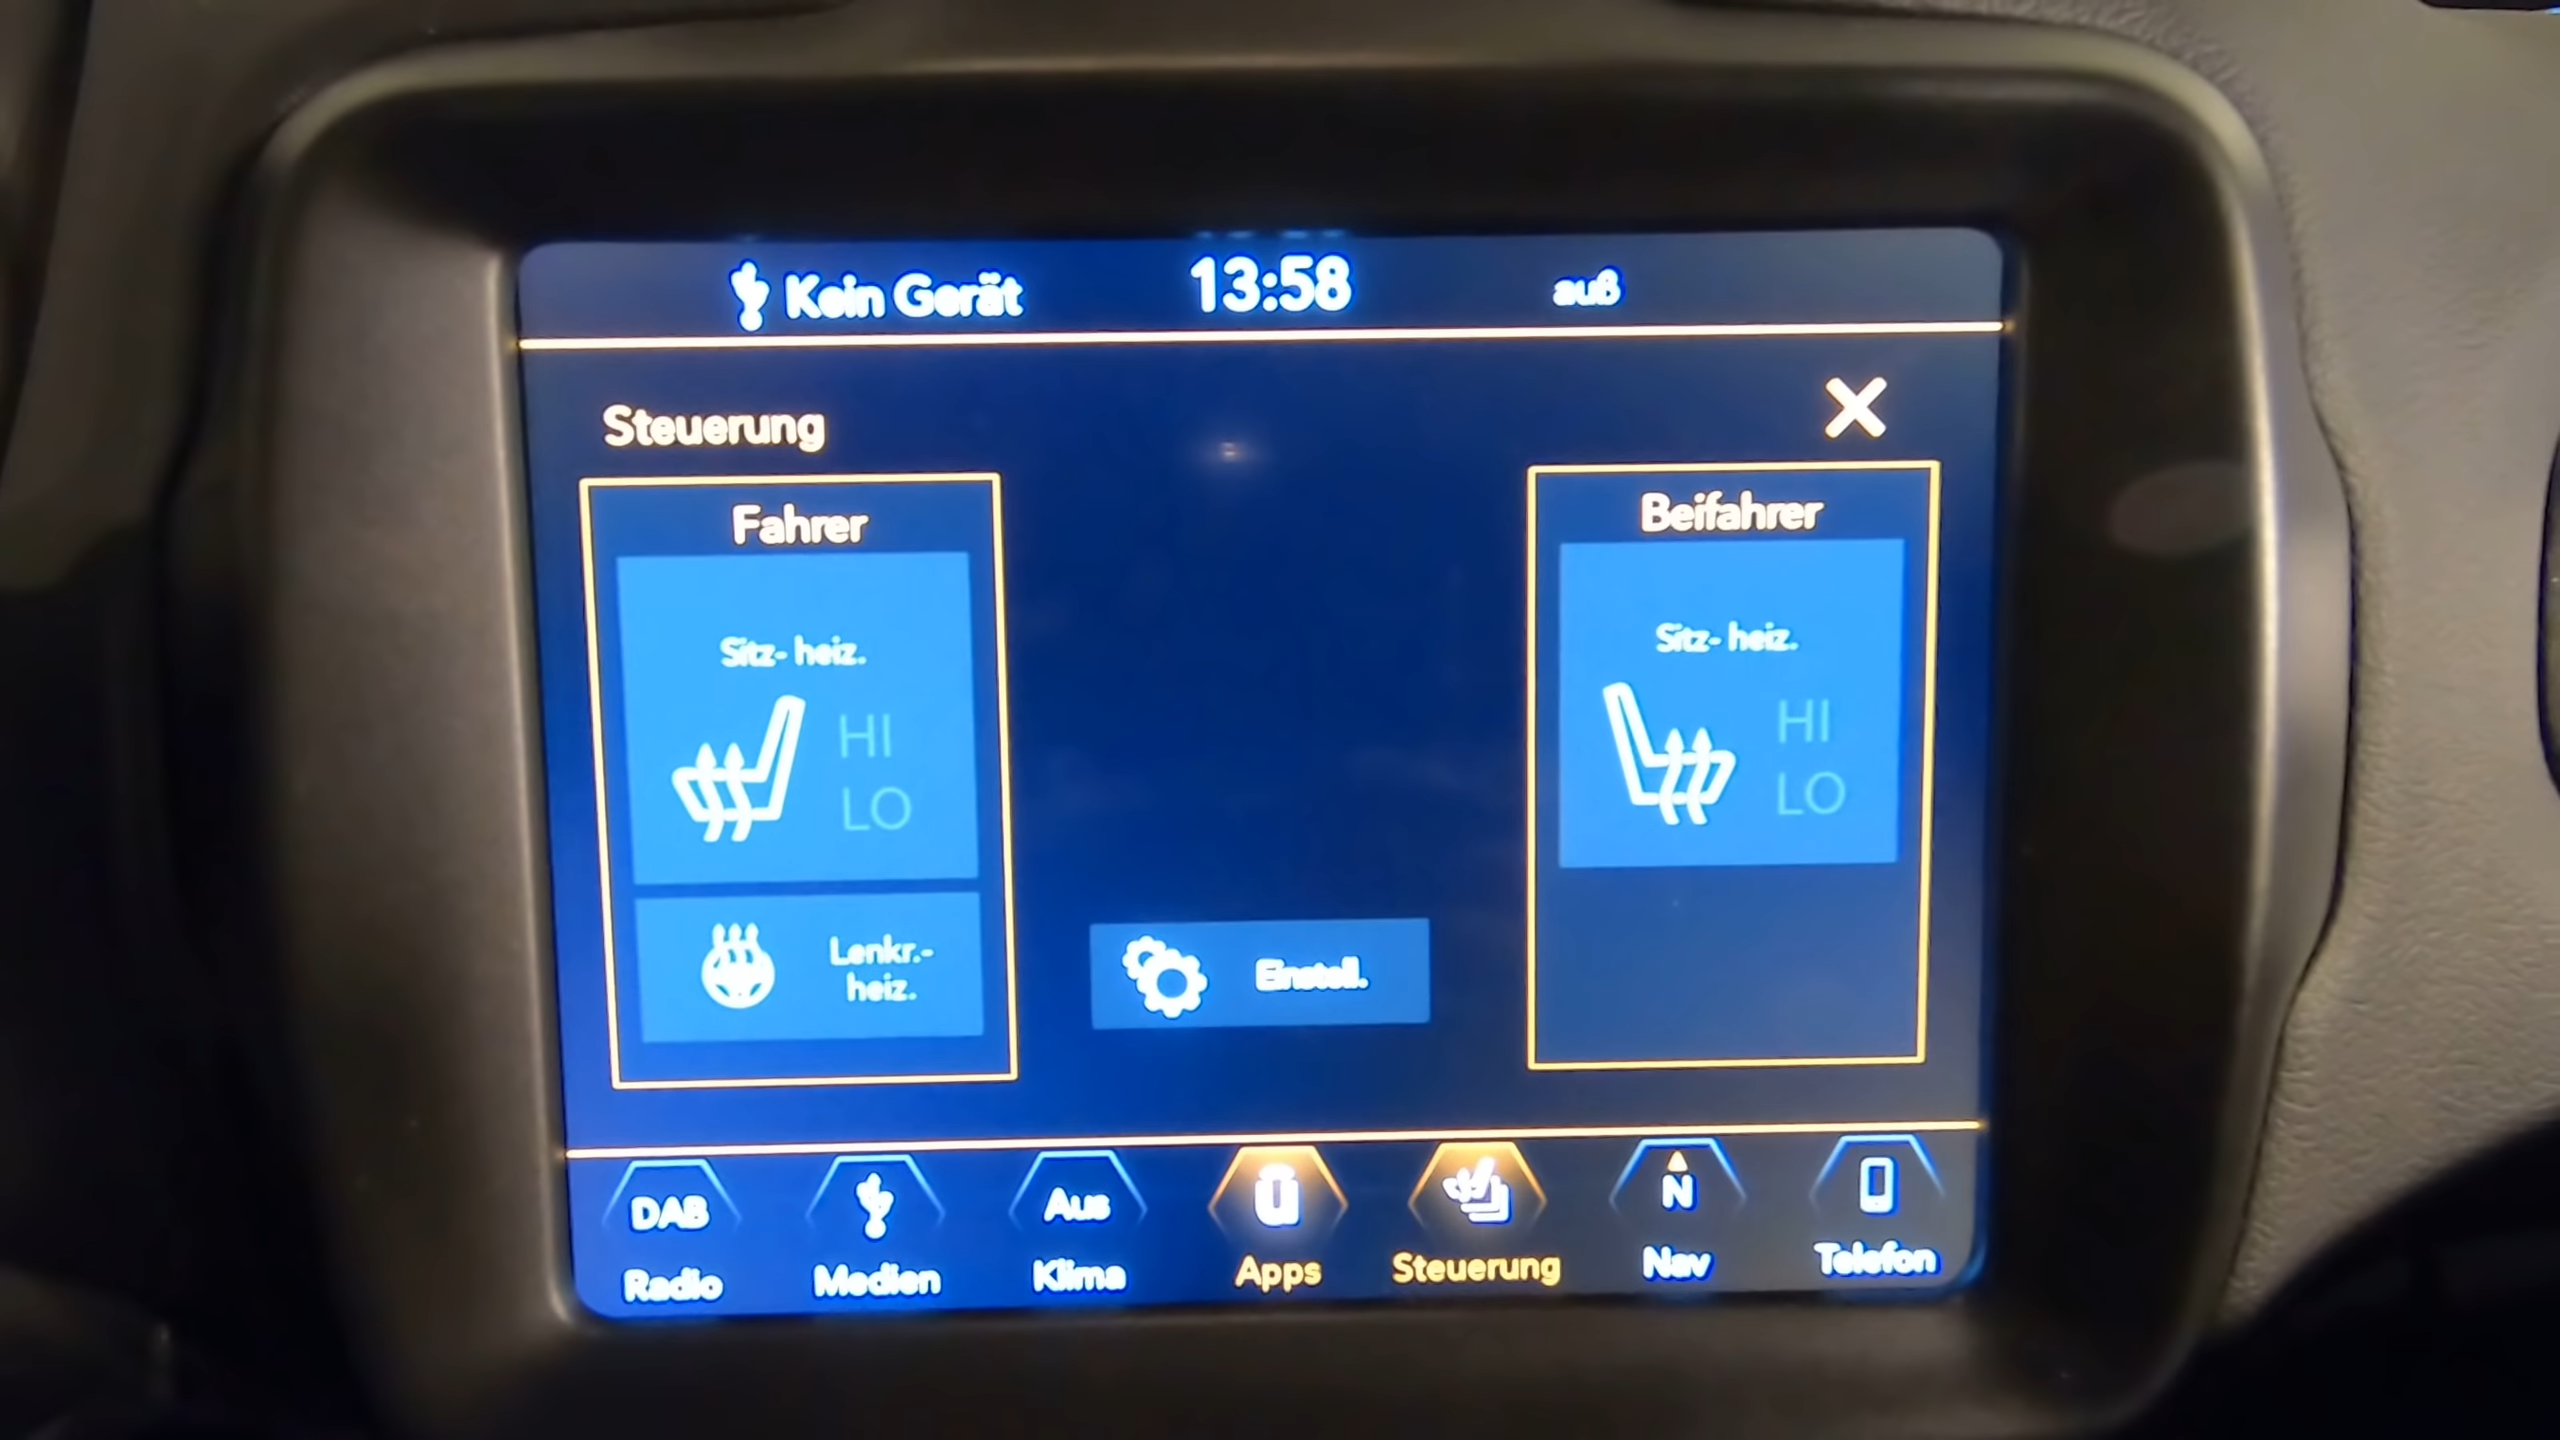 Kein Gerät 13:58 auß
Steuerung
Fahrer
Beifahrer
Sitz- heiz.
HI
LO
Sitz- heiz.
HI
LO
Lenkr.-
heiz.
Einstell.
DAB
Aus
ü
N
Radio Medien Klima Apps Steuerung Nav Telefon